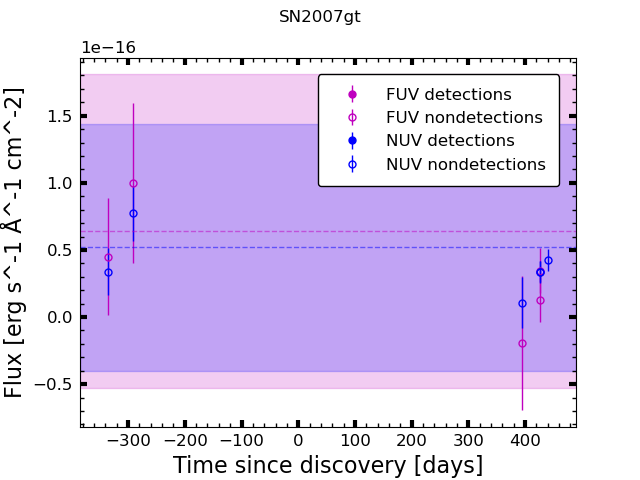 SN2007gt
1e−16
1.5
1.0
0.5
0.0
−0.5
Flux [erg s^-1 Å^-1 cm^-2]
FUV detections
FUV nondetections
NUV detections
NUV nondetections
−300 −200 −100 0 100 200 300 400
Time since discovery [days]